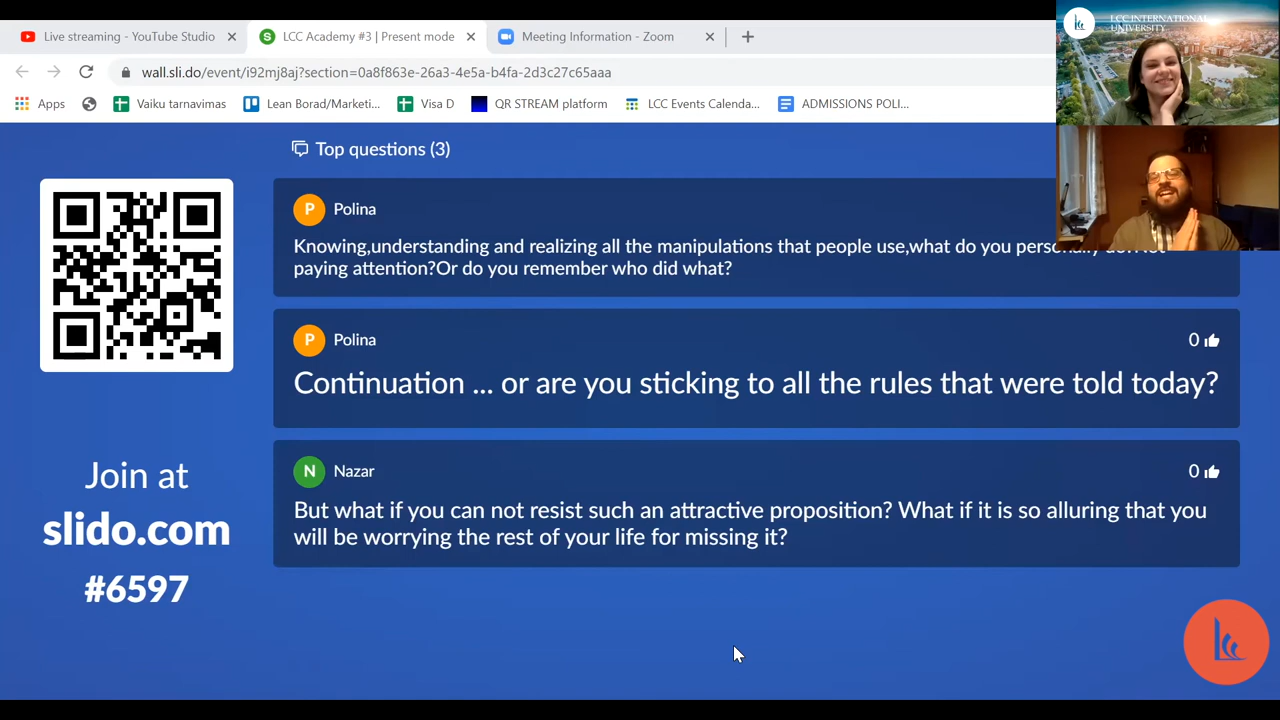 Live streaming - YouTube Studio
LCC Academy #3 | Presen
Meeting Information - Zoom
LCC INTERNATIONAL
UNIVERSITY
wall.sli.do/event/i92mj8aj?section=0a8f863e-26a3-4e5a-b4fa-2d3c27c65aaa
Apps
Vaiku tarnavimas
Lean Borad/Marketi...
Visa D
QR STREAM platform
LCC Events Calenda...
ADMISSIONS POLI...
Top questions (3)
P
Polina
Knowing,understanding and realizing all the manipulations that people use,what do you personally
paying attention?Or do you remember who did what?
P
Polina
0
Continuation ... or are you sticking to all the rules that were told today?
N
Nazar
0
But what if you can not resist such an attractive proposition? What if it is so alluring that you
will be worrying the rest of your life for missing it?
Join at
slido.com
#6597
lcc